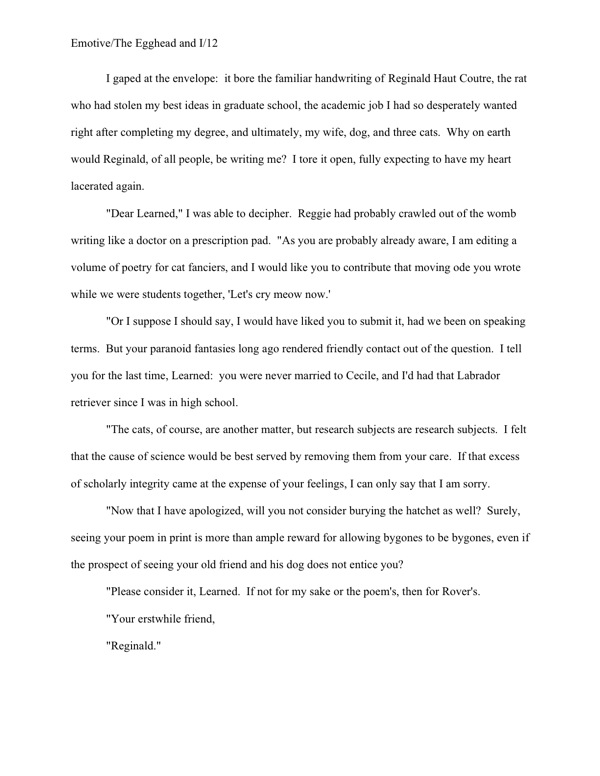 Emotive/The Egghead and I/12
I gaped at the envelope:  it bore the familiar handwriting of Reginald Haut Coutre, the rat
who had stolen my best ideas in graduate school, the academic job I had so desperately wanted
right after completing my degree, and ultimately, my wife, dog, and three cats.  Why on earth
would Reginald, of all people, be writing me?  I tore it open, fully expecting to have my heart
lacerated again.
"Dear Learned," I was able to decipher.  Reggie had probably crawled out of the womb
writing like a doctor on a prescription pad.  "As you are probably already aware, I am editing a
volume of poetry for cat fanciers, and I would like you to contribute that moving ode you wrote
while we were students together, 'Let's cry meow now.'
"Or I suppose I should say, I would have liked you to submit it, had we been on speaking
terms.  But your paranoid fantasies long ago rendered friendly contact out of the question.  I tell
you for the last time, Learned:  you were never married to Cecile, and I'd had that Labrador
retriever since I was in high school.
"The cats, of course, are another matter, but research subjects are research subjects.  I felt
that the cause of science would be best served by removing them from your care.  If that excess
of scholarly integrity came at the expense of your feelings, I can only say that I am sorry.
"Now that I have apologized, will you not consider burying the hatchet as well?  Surely,
seeing your poem in print is more than ample reward for allowing bygones to be bygones, even if
the prospect of seeing your old friend and his dog does not entice you?
"Please consider it, Learned.  If not for my sake or the poem's, then for Rover's.
"Your erstwhile friend,
"Reginald."